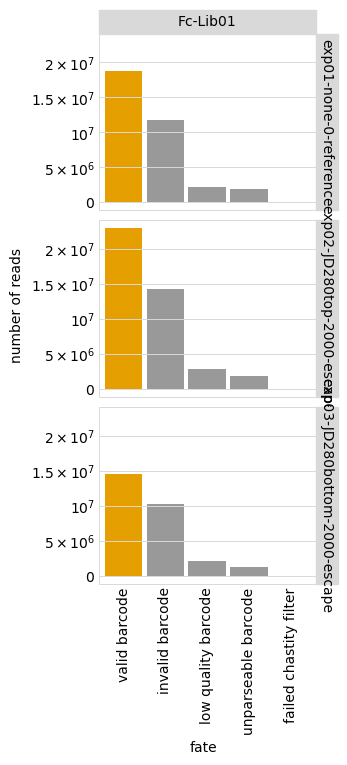 Fc-Lib01
exp01-none-0-reference
2×10⁷
1.5×10⁷
10⁷
5×10⁶
0
exp02-JD280top-2000-escape
2×10⁷
1.5×10⁷
10⁷
5×10⁶
0
exp03-JD280bottom-2000-escape
2×10⁷
1.5×10⁷
10⁷
5×10⁶
0
number of reads
valid barcode
invalid barcode
low quality barcode
unparseable barcode
failed chastity filter
fate